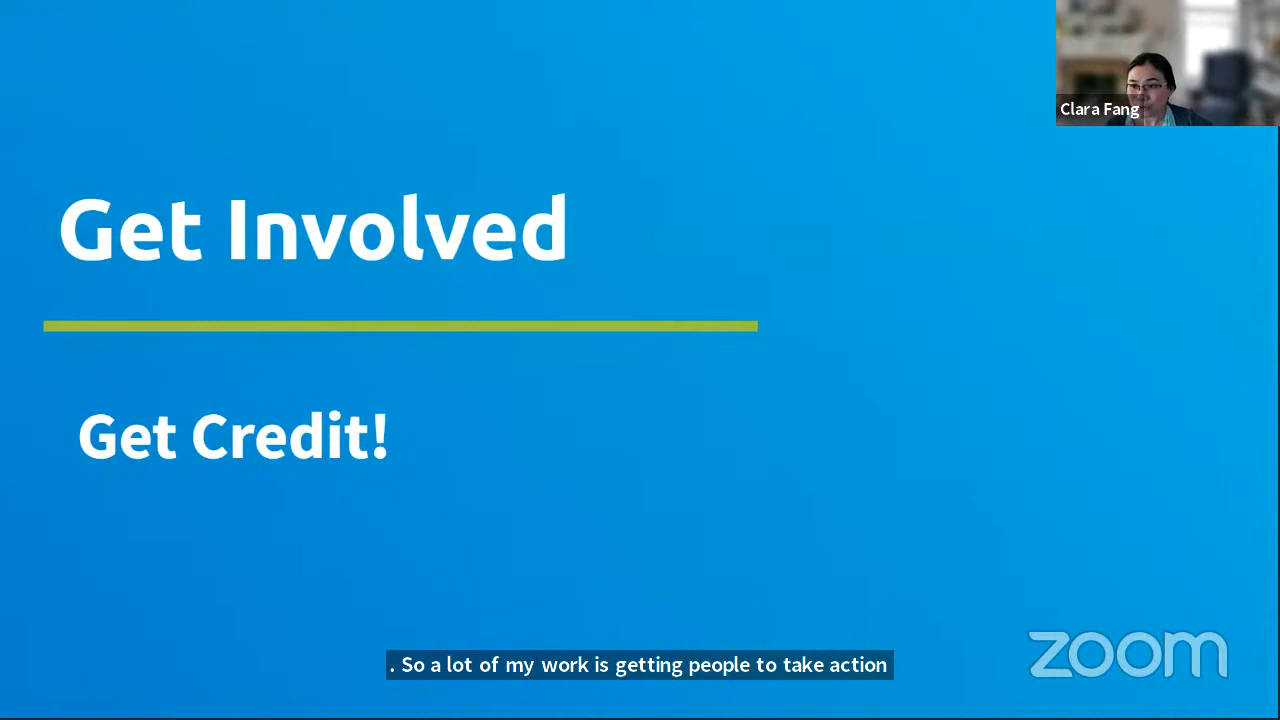 Clara Fang
Get Involved
Get Credit!
. So a lot of my work is getting people to take action
zoom